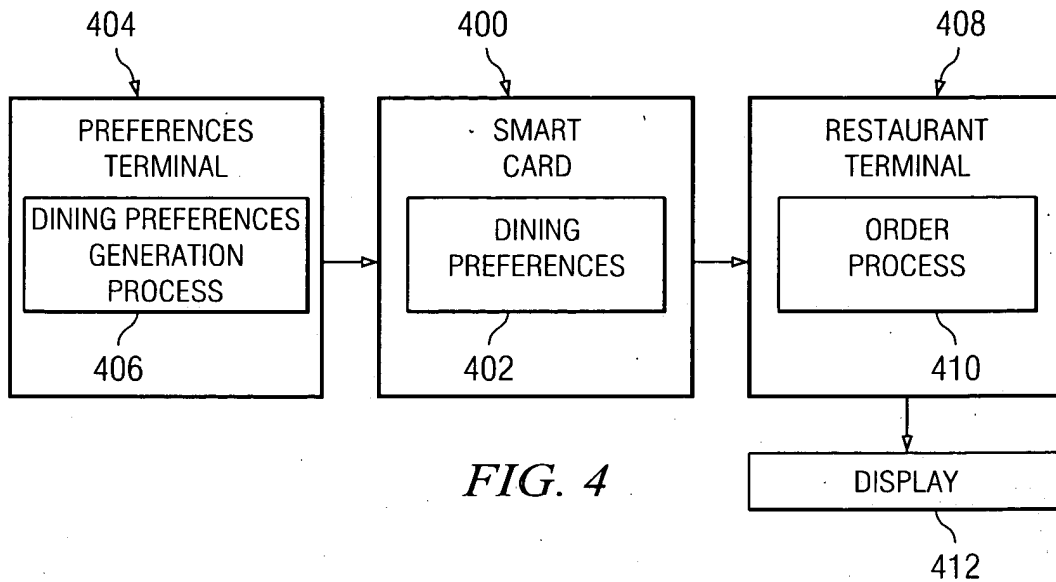 404
400
408
PREFERENCES
TERMINAL
DINING PREFERENCES
GENERATION
PROCESS
406
SMART
CARD
DINING
PREFERENCES
402
RESTAURANT
TERMINAL
ORDER
PROCESS
410
FIG. 4
DISPLAY
412